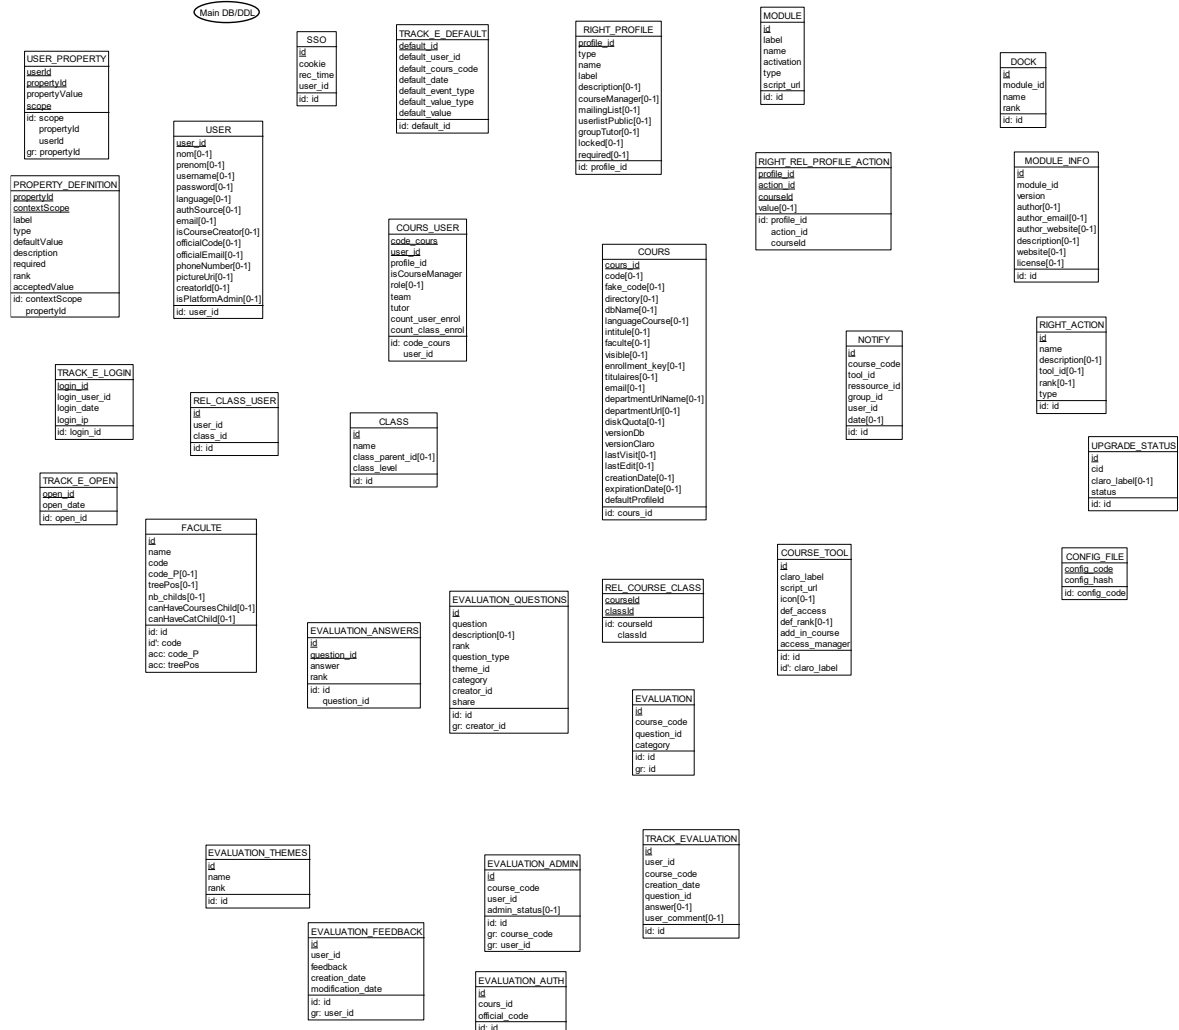 Main DB/DDL
USER_PROPERTY
userId
propertyId
propertyValue
scope
id: scope
propertyId
userId
gr: propertyId
SSO
id
cookie
rec_time
user_id
id: id
TRACK_E_DEFAULT
default_id
default_user_id
default_cours_code
default_date
default_event_type
default_value_type
default_value
id: default_id
RIGHT_PROFILE
profile_id
type
name
label
description[0-1]
courseManager[0-1]
mailingList[0-1]
userlistPublic[0-1]
groupTutor[0-1]
locked[0-1]
required[0-1]
id: profile_id
MODULE
id
label
name
activation
type
script_url
id: id
DOCK
id
module_id
name
rank
id: id
PROPERTY_DEFINITION
propertyId
contextScope
label
type
defaultValue
description
required
rank
acceptedValue
id: contextScope
propertyId
USER
user_id
nom[0-1]
prenom[0-1]
username[0-1]
password[0-1]
language[0-1]
authSource[0-1]
email[0-1]
isCourseCreator[0-1]
officialCode[0-1]
officialEmail[0-1]
phoneNumber[0-1]
pictureUri[0-1]
creatorId[0-1]
isPlatformAdmin[0-1]
id: user_id
COURS_USER
code_cours
user_id
profile_id
isCourseManager
role[0-1]
team
tutor
count_user_enrol
count_class_enrol
id: code_cours
user_id
RIGHT_REL_PROFILE_ACTION
profile_id
action_id
courseId
value[0-1]
id: profile_id
action_id
courseId
MODULE_INFO
id
module_id
version
author[0-1]
author_email[0-1]
author_website[0-1]
description[0-1]
website[0-1]
license[0-1]
id: id
COURS
cours_id
code[0-1]
fake_code[0-1]
directory[0-1]
dbName[0-1]
languageCourse[0-1]
intitule[0-1]
faculte[0-1]
visible[0-1]
enrollment_key[0-1]
titulaires[0-1]
email[0-1]
departmentUrlName[0-1]
departmentUrl[0-1]
diskQuota[0-1]
versionDb
versionClaro
lastVisit[0-1]
lastEdit[0-1]
creationDate[0-1]
expirationDate[0-1]
defaultProfileId
id: cours_id
NOTIFY
id
course_code
tool_id
ressource_id
group_id
user_id
date[0-1]
id: id
RIGHT_ACTION
id
name
description[0-1]
tool_id[0-1]
rank[0-1]
type
id: id
TRACK_E_LOGIN
login_id
login_user_id
login_date
login_ip
id: login_id
REL_CLASS_USER
id
user_id
class_id
id: id
CLASS
id
name
class_parent_id[0-1]
class_level
id: id
UPGRADE_STATUS
id
cid
claro_label[0-1]
status
id: id
TRACK_E_OPEN
open_id
open_date
id: open_id
FACULTE
id
name
code
code_P[0-1]
treePos[0-1]
nb_childs[0-1]
canHaveCoursesChild[0-1]
canHaveCatChild[0-1]
id: id
id': code
acc: code_P
acc: treePos
COURSE_TOOL
id
claro_label
script_url
icon[0-1]
def_access
def_rank[0-1]
add_in_course
access_manager
id: id
id': claro_label
CONFIG_FILE
config_code
config_hash
id: config_code
EVALUATION_ANSWERS
id
question_id
answer
rank
id: id
question_id
EVALUATION_QUESTIONS
id
question
description[0-1]
rank
question_type
theme_id
category
creator_id
share
id: id
gr: creator_id
REL_COURSE_CLASS
courseId
classId
id: courseId
classId
EVALUATION
id
course_code
question_id
category
id: id
gr: id
EVALUATION_THEMES
id
name
rank
id: id
EVALUATION_ADMIN
id
course_code
user_id
admin_status[0-1]
id: id
gr: course_code
gr: user_id
TRACK_EVALUATION
id
user_id
course_code
creation_date
question_id
answer[0-1]
user_comment[0-1]
id: id
EVALUATION_FEEDBACK
id
user_id
feedback
creation_date
modification_date
id: id
gr: user_id
EVALUATION_AUTH
id
cours_id
official_code
id: id